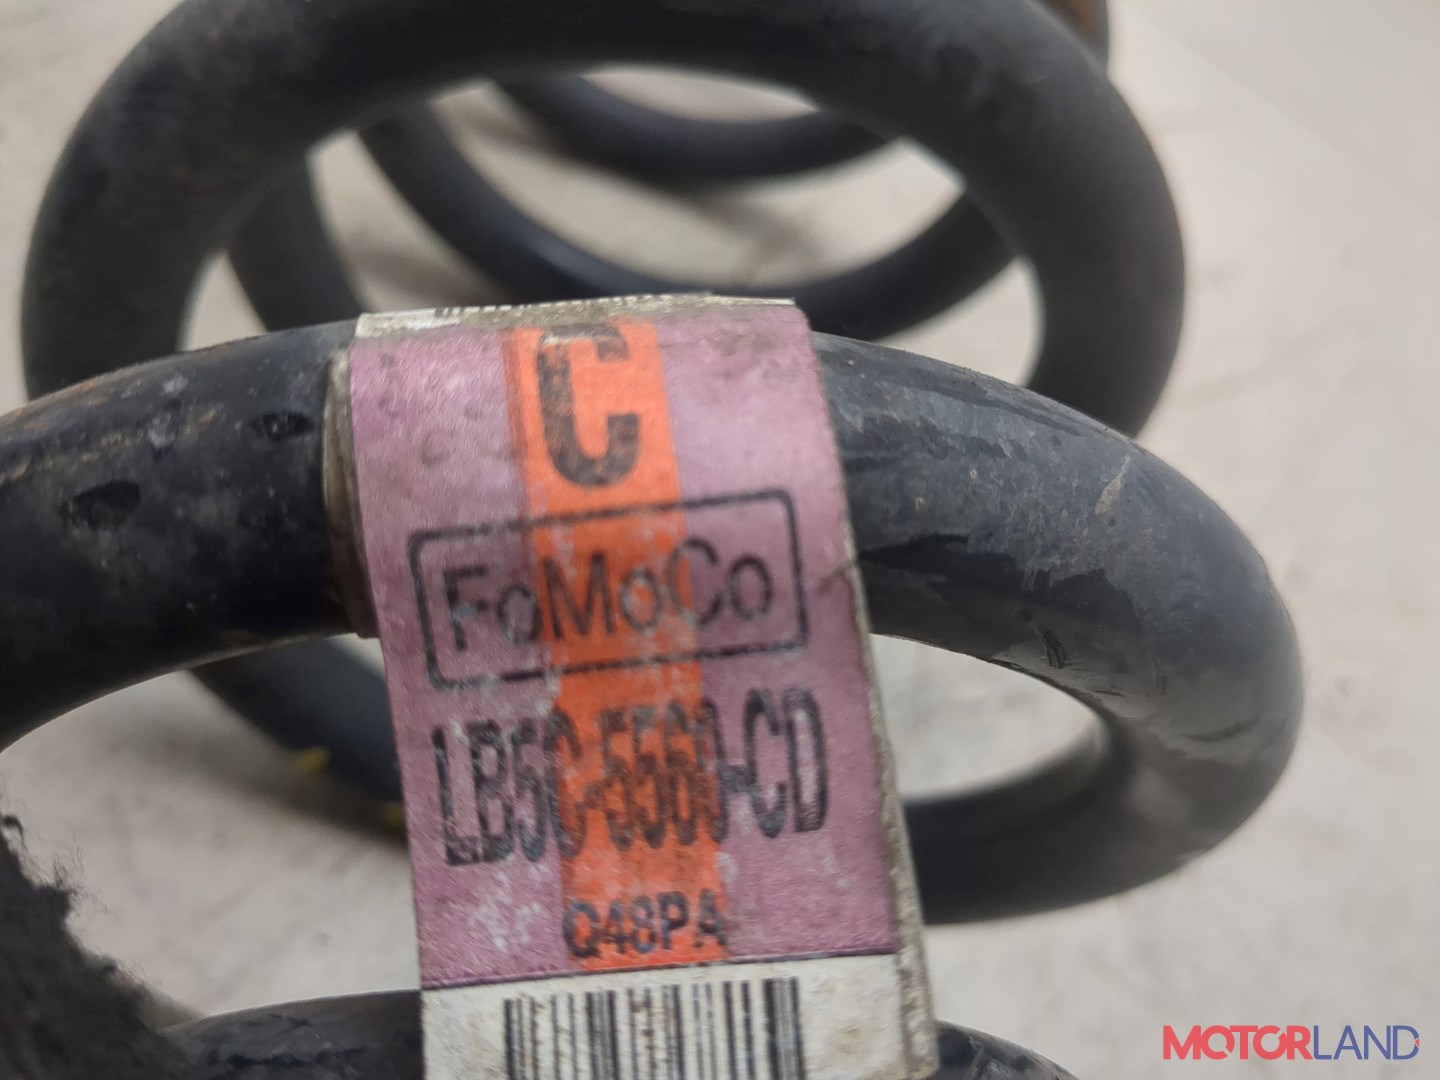 C
FoMoCo
LB5C-5560-CD
Q48PA
MOTORLAND